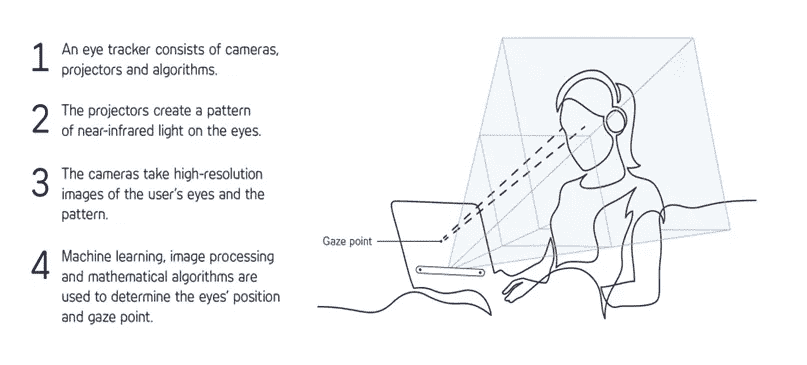 1 An eye tracker consists of cameras,
projectors and algorithms.
2 The projectors create a pattern
of near-infrared light on the eyes.
3 The cameras take high-resolution
images of the user's eyes and the
pattern.
4 Machine learning, image processing
and mathematical algorithms are
used to determine the eyes' position
and gaze point.
Gaze point